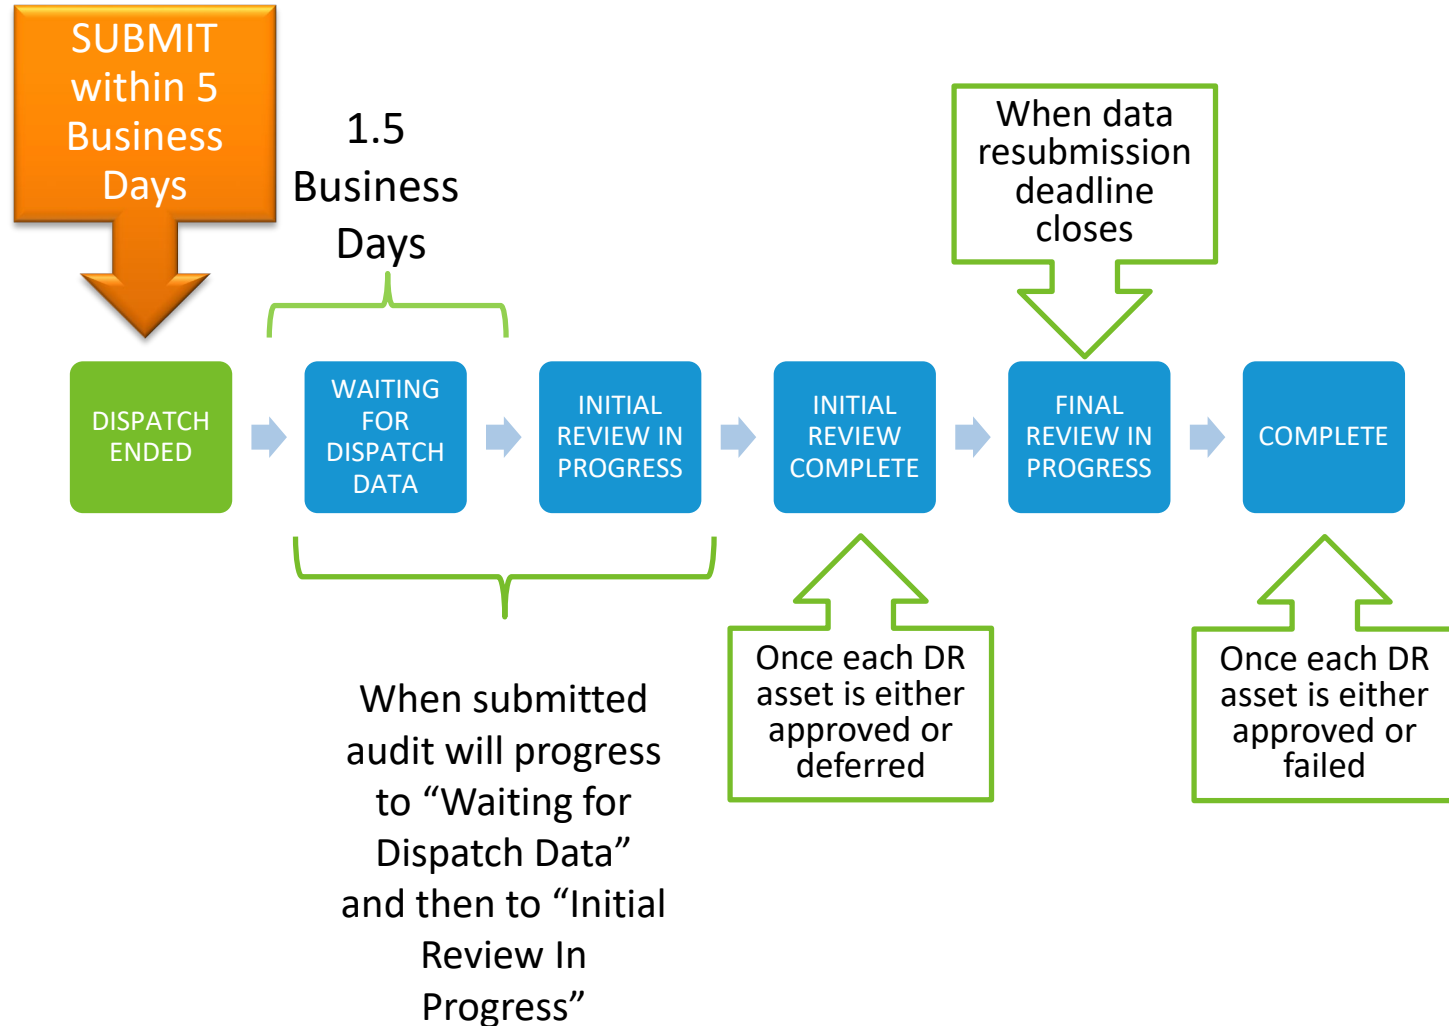 SUBMIT
within 5
Business
Days
1.5
Business
Days
When data
resubmission
deadline
closes
DISPATCH
ENDED
WAITING
FOR
DISPATCH
DATA
INITIAL
REVIEW IN
PROGRESS
INITIAL
REVIEW
COMPLETE
FINAL
REVIEW IN
PROGRESS
COMPLETE
When submitted
audit will progress
to “Waiting for
Dispatch Data”
and then to “Initial
Review In
Progress”
Once each DR
asset is either
approved or
deferred
Once each DR
asset is either
approved or
failed